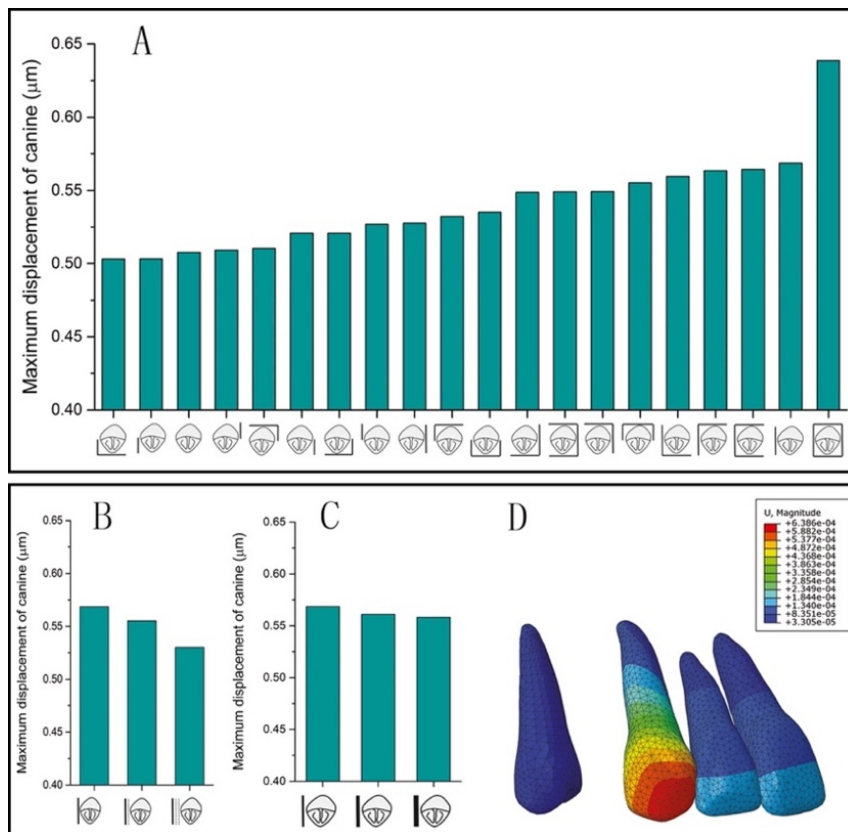 A
Maximum displacement of canine (μm)
0.65
0.60
0.55
0.50
0.45
0.40
B
Maximum displacement of canine (μm)
0.65
0.60
0.55
0.50
0.45
0.40
C
Maximum displacement of canine (μm)
0.65
0.60
0.55
0.50
0.45
0.40
D
U, Magnitude
+6.386e-04
+5.882e-04
+5.377e-04
+4.872e-04
+4.368e-04
+3.863e-04
+3.358e-04
+2.854e-04
+2.349e-04
+1.844e-04
+1.340e-04
+8.351e-05
+3.305e-05